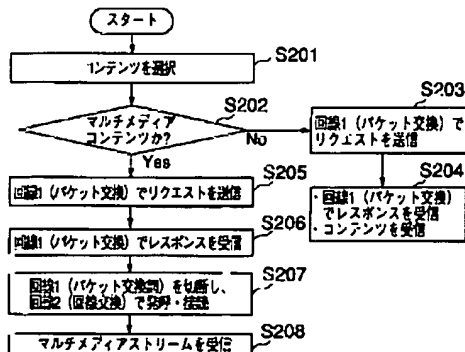 スタート
S201
コンテンツを選択
S202
マルチメディア
コンテンツか?
No
Yes
S203
回線1 (パケット交換) で
リクエストを送信
S204
・回線1 (パケット交換)
でレスポンスを受信
・コンテンツを受信
S205
回線1 (パケット交換) でリクエストを送信
S206
回線1 (パケット交換) でレスポンスを受信
S207
回線1 (パケット交換網) を切断し、
回線2 (回線交換) で発呼・接続
S208
マルチメディアストリームを受信